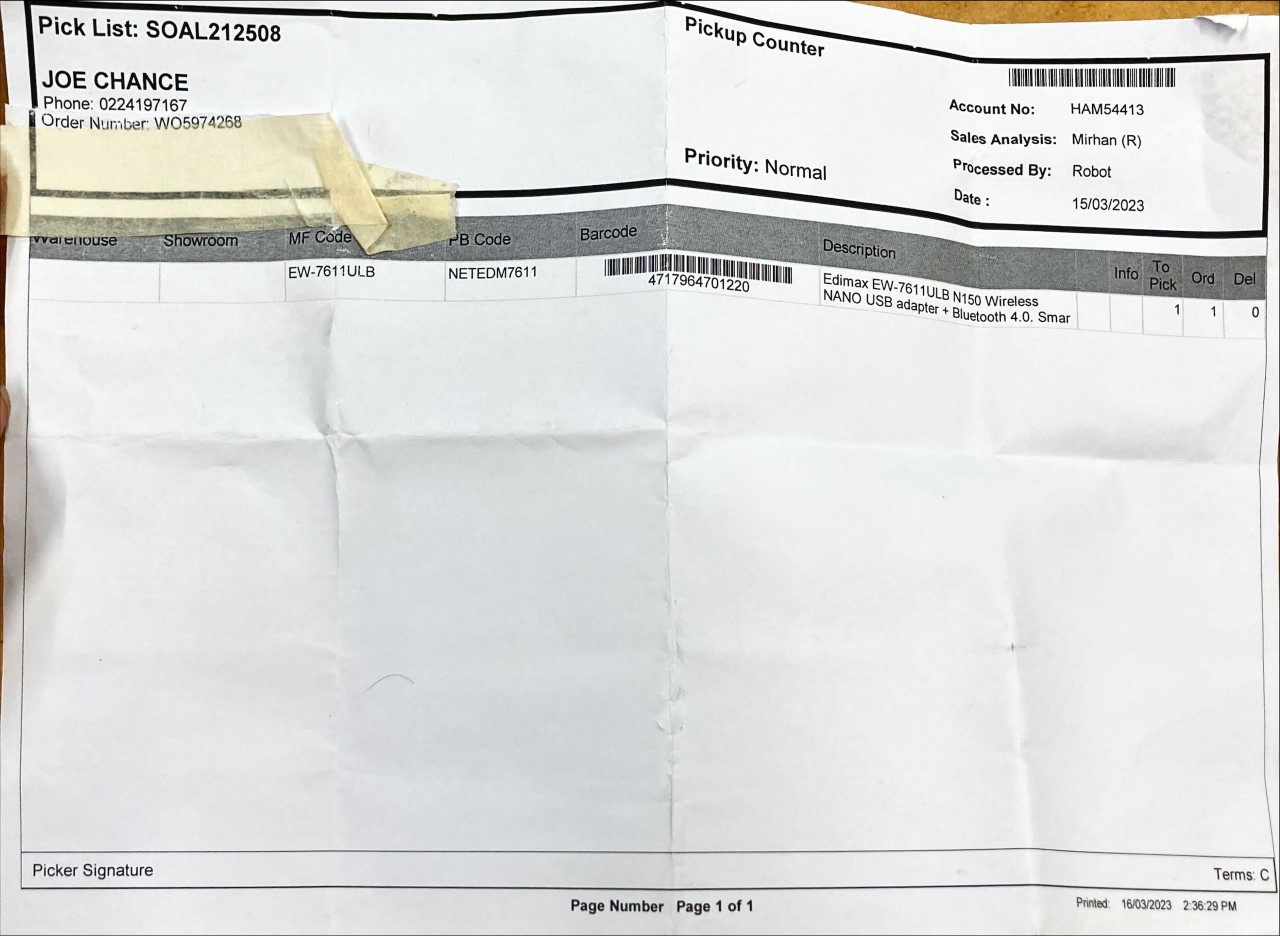 Pick List: SOAL212508
Pickup Counter
JOE CHANCE
Phone: 0224197167
Order Number: WO5974268
Priority: Normal
Account No: HAM54413
Sales Analysis: Mirhan (R)
Processed By: Robot
Date : 15/03/2023
Warehouse Showroom MF Code PB Code Barcode Description Info To Pick Ord Del
EW-7611ULB NETEDM7611 4717964701220 Edimax EW-7611ULB N150 Wireless
NANO USB adapter + Bluetooth 4.0. Smar 1 1 0
Picker Signature
Terms: C
Page Number Page 1 of 1
Printed: 16/03/2023 2:36:29 PM